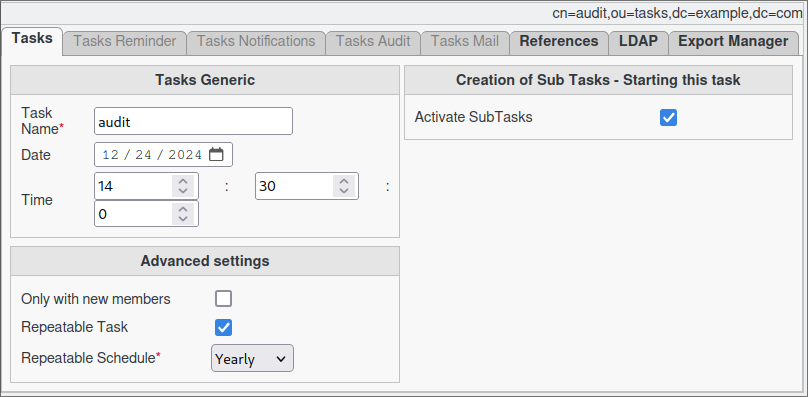 cn=audit,ou=tasks,dc=example,dc=com
Tasks Tasks Reminder Tasks Notifications Tasks Audit Tasks Mail References LDAP Export Manager
Tasks Generic
Task Name* audit
Date 12 / 24 / 2024
Time 14 : 30 :
0
Advanced settings
Only with new members
Repeatable Task
Repeatable Schedule* Yearly
Creation of Sub Tasks - Starting this task
Activate SubTasks